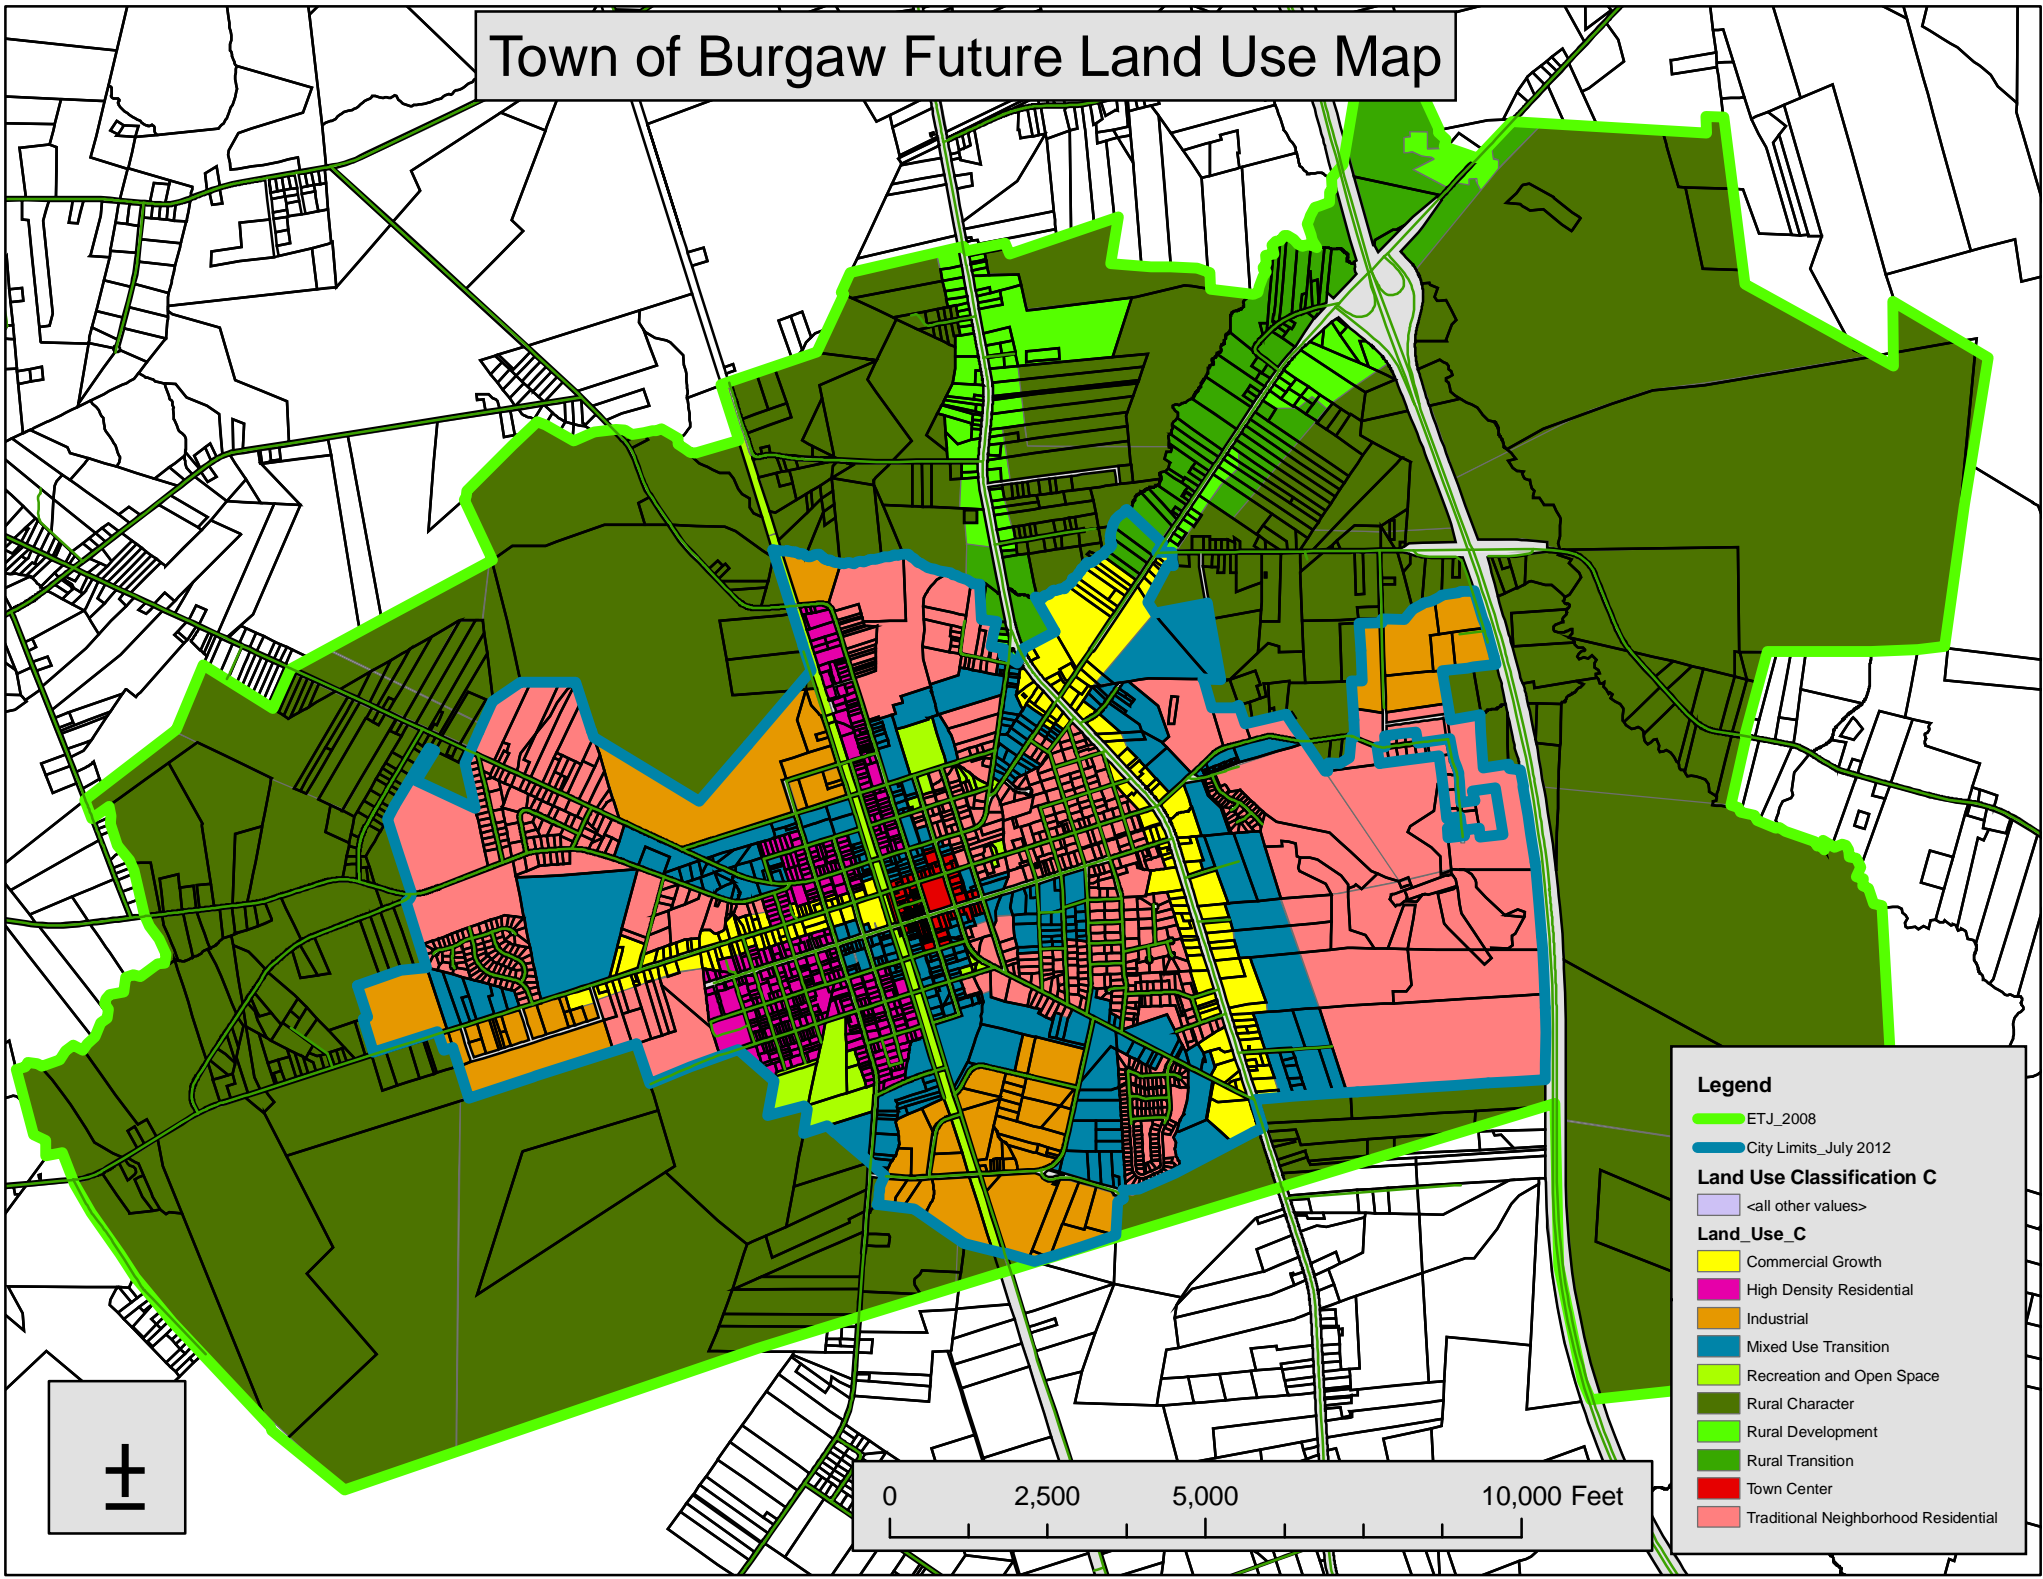 Town of Burgaw Future Land Use Map
Legend
ETJ_2008
City Limits_July 2012
Land Use Classification C
<all other values>
Land_Use_C
Commercial Growth
High Density Residential
Industrial
Mixed Use Transition
Recreation and Open Space
Rural Character
Rural Development
Rural Transition
Town Center
Traditional Neighborhood Residential
±
0 2,500 5,000 10,000 Feet